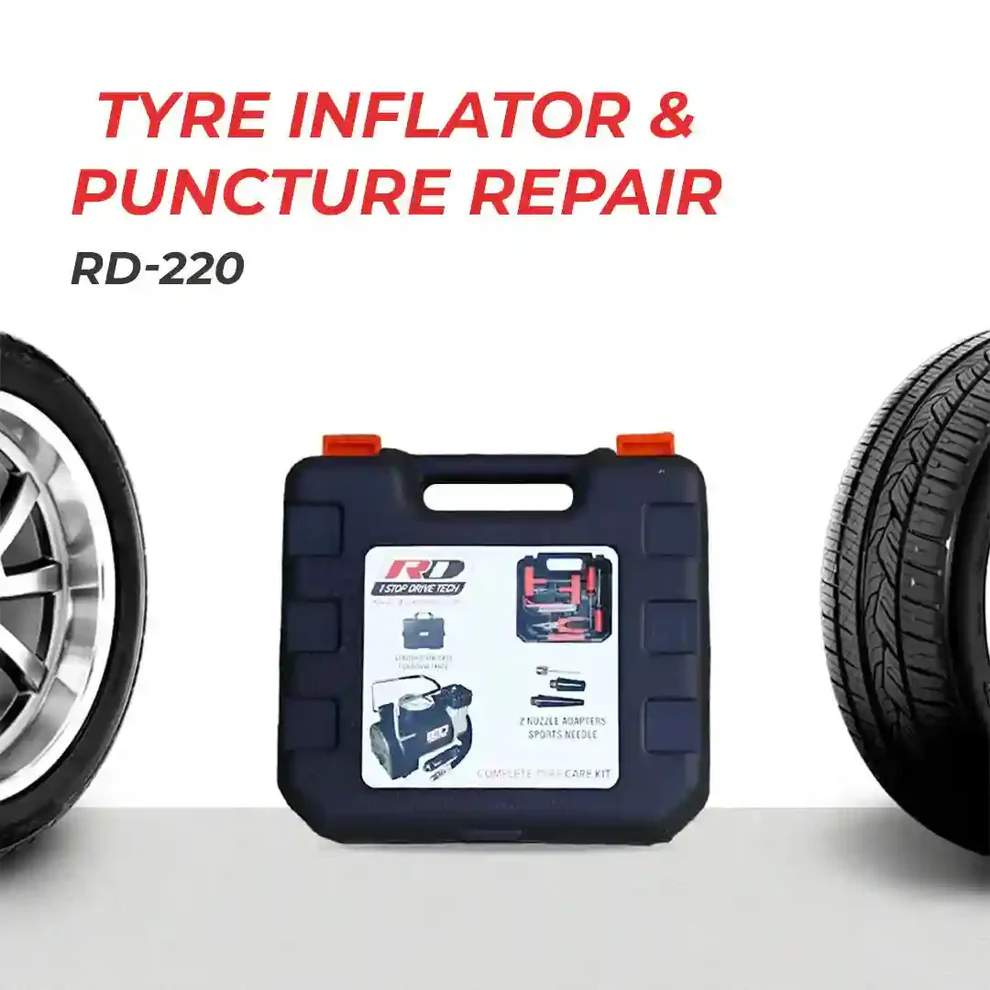 TYRE INFLATOR &
PUNCTURE REPAIR
RD-220
RD
1 STOP DRIVE TECH
2 NOZZLE ADAPTERS
SPORTS NEEDLE
COMPLETE TYRE CARE KIT